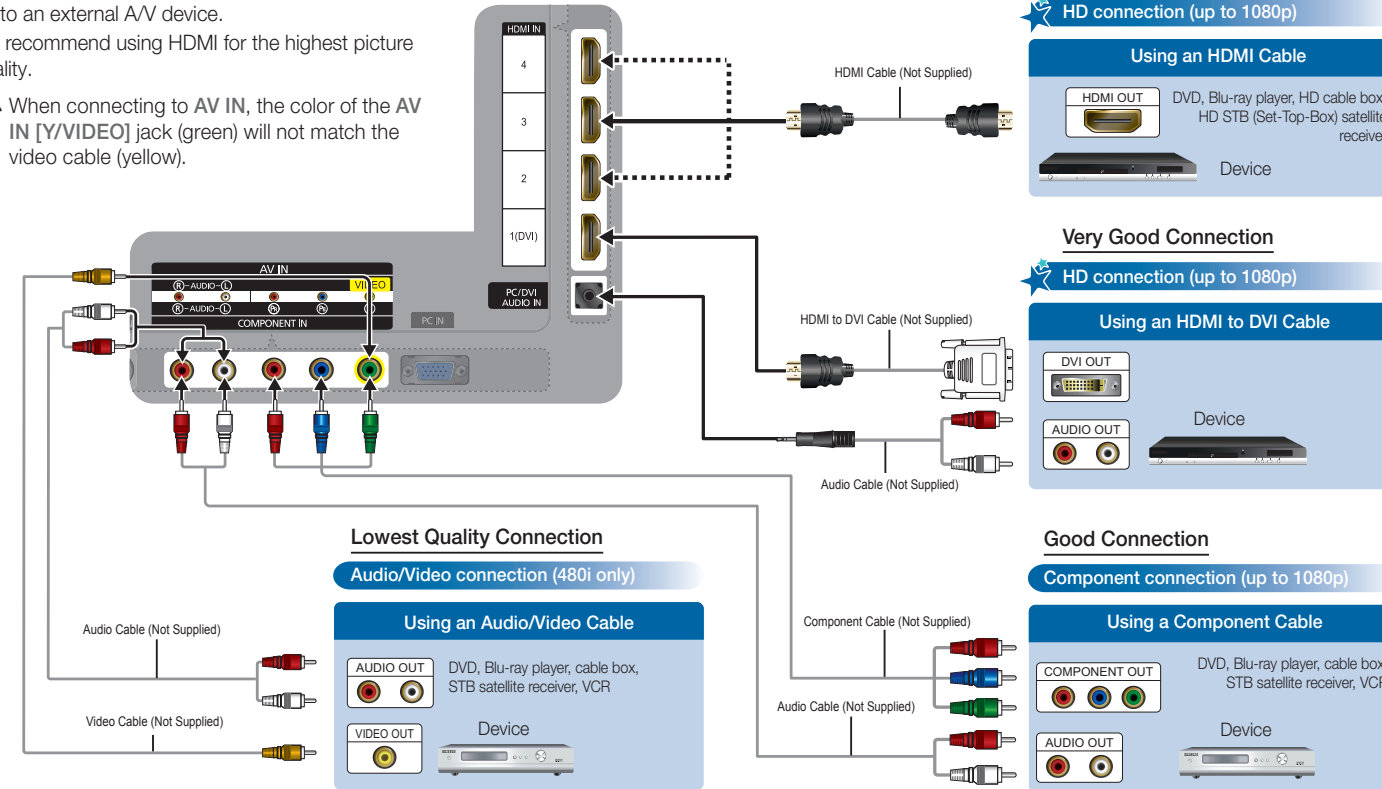 to an external A/V device.
recommend using HDMI for the highest picture
When connecting to AV IN, the color of the AV
IN [Y/VIDEO] jack (green) will not match the
video cable (yellow).
HDMI IN
4
3
2
1(DVI)
PC/DVI
AUDIO IN
AV IN
R-AUDIO-L
VIDEO
R-AUDIO-L
PR
PB
COMPONENT IN
PC IN
HDMI Cable (Not Supplied)
HD connection (up to 1080p)
Using an HDMI Cable
HDMI OUT
DVD, Blu-ray player, HD cable box
HD STB (Set-Top-Box) satellite
Device
Very Good Connection
HD connection (up to 1080p)
HDMI to DVI Cable (Not Supplied)
Using an HDMI to DVI Cable
DVI OUT
AUDIO OUT
Device
Audio Cable (Not Supplied)
Lowest Quality Connection
Audio/Video connection (480i only)
Using an Audio/Video Cable
Audio Cable (Not Supplied)
AUDIO OUT
DVD, Blu-ray player, cable box,
STB satellite receiver, VCR
Video Cable (Not Supplied)
VIDEO OUT
Device
Good Connection
Component connection (up to 1080p)
Component Cable (Not Supplied)
Using a Component Cable
COMPONENT OUT
DVD, Blu-ray player, cable box
STB satellite receiver, VCR
Audio Cable (Not Supplied)
AUDIO OUT
Device